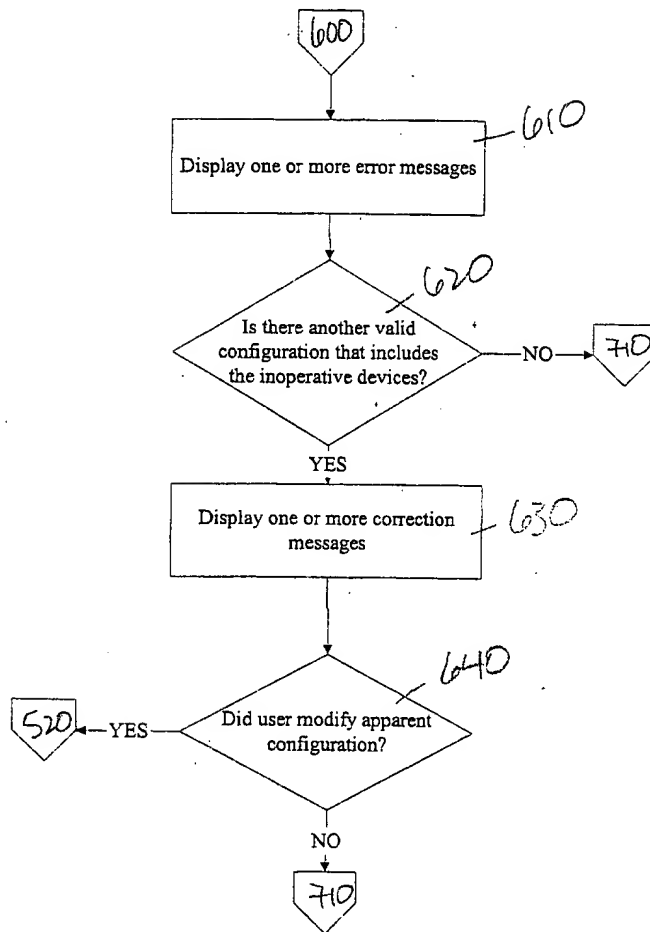 600
610
Display one or more error messages
620
Is there another valid
configuration that includes
the inoperative devices?
NO
710
YES
630
Display one or more correction
messages
640
Did user modify apparent
configuration?
YES
520
NO
710